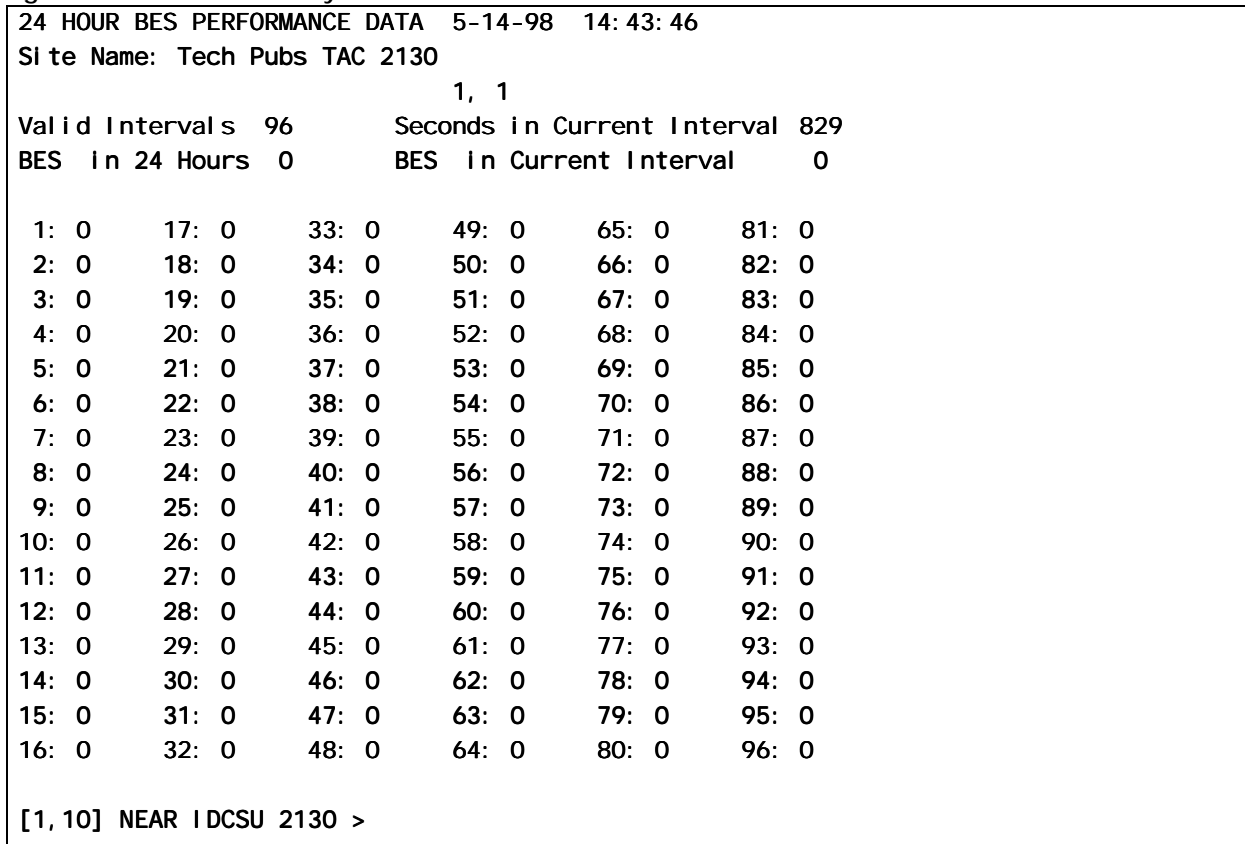 24 HOUR BES PERFORMANCE DATA  5-14-98  14:43:46
Site Name: Tech Pubs TAC 2130
1, 1
Valid Intervals  96       Seconds in Current Interval 829
BES  in 24 Hours  0       BES  in Current Interval      0
1: 0     17: 0     33: 0     49: 0     65: 0     81: 0
2: 0     18: 0     34: 0     50: 0     66: 0     82: 0
3: 0     19: 0     35: 0     51: 0     67: 0     83: 0
4: 0     20: 0     36: 0     52: 0     68: 0     84: 0
5: 0     21: 0     37: 0     53: 0     69: 0     85: 0
6: 0     22: 0     38: 0     54: 0     70: 0     86: 0
7: 0     23: 0     39: 0     55: 0     71: 0     87: 0
8: 0     24: 0     40: 0     56: 0     72: 0     88: 0
9: 0     25: 0     41: 0     57: 0     73: 0     89: 0
10: 0     26: 0     42: 0     58: 0     74: 0     90: 0
11: 0     27: 0     43: 0     59: 0     75: 0     91: 0
12: 0     28: 0     44: 0     60: 0     76: 0     92: 0
13: 0     29: 0     45: 0     61: 0     77: 0     93: 0
14: 0     30: 0     46: 0     62: 0     78: 0     94: 0
15: 0     31: 0     47: 0     63: 0     79: 0     95: 0
16: 0     32: 0     48: 0     64: 0     80: 0     96: 0
[1,10] NEAR IDCSU 2130 >